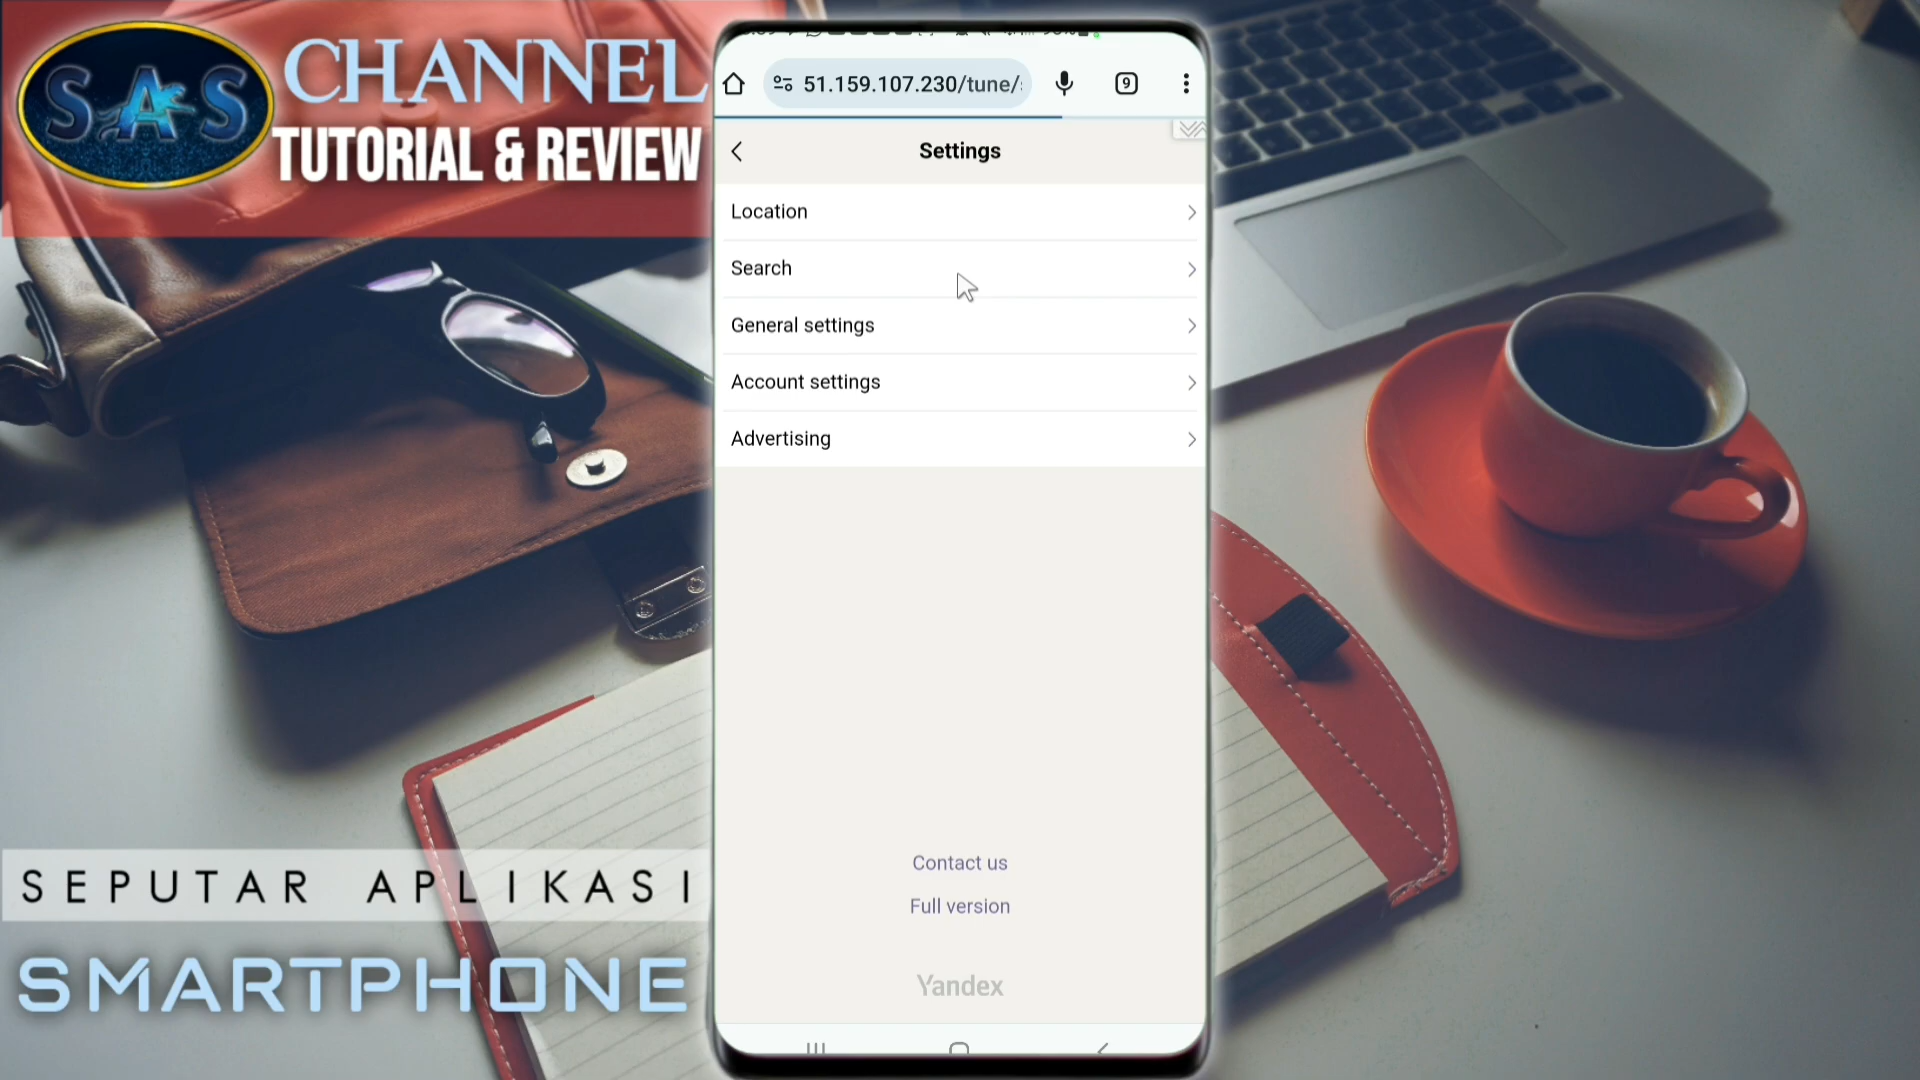 SAS
CHANNEL
TUTORIAL & REVIEW
51.159.107.230/tune/
9
Settings
Location
Search
General settings
Account settings
Advertising
Contact us
Full version
Yandex
SEPUTAR APLIKASI
SMARTPHONE